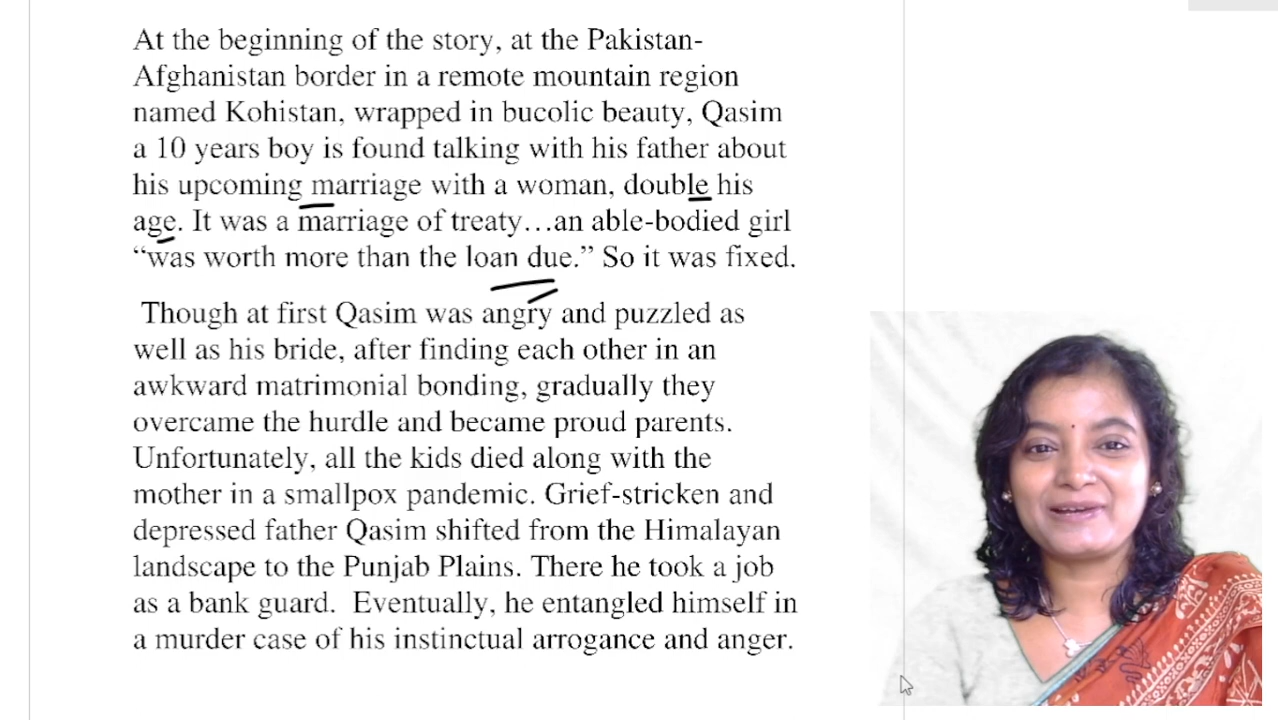 At the beginning of the story, at the Pakistan-
Afghanistan border in a remote mountain region
named Kohistan, wrapped in bucolic beauty, Qasim
a 10 years boy is found talking with his father about
his upcoming marriage with a woman, double his
age. It was a marriage of treaty…an able-bodied girl
“was worth more than the loan due.” So it was fixed.
Though at first Qasim was angry and puzzled as
well as his bride, after finding each other in an
awkward matrimonial bonding, gradually they
overcame the hurdle and became proud parents.
Unfortunately, all the kids died along with the
mother in a smallpox pandemic. Grief-stricken and
depressed father Qasim shifted from the Himalayan
landscape to the Punjab Plains. There he took a job
as a bank guard. Eventually, he entangled himself in
a murder case of his instinctual arrogance and anger.